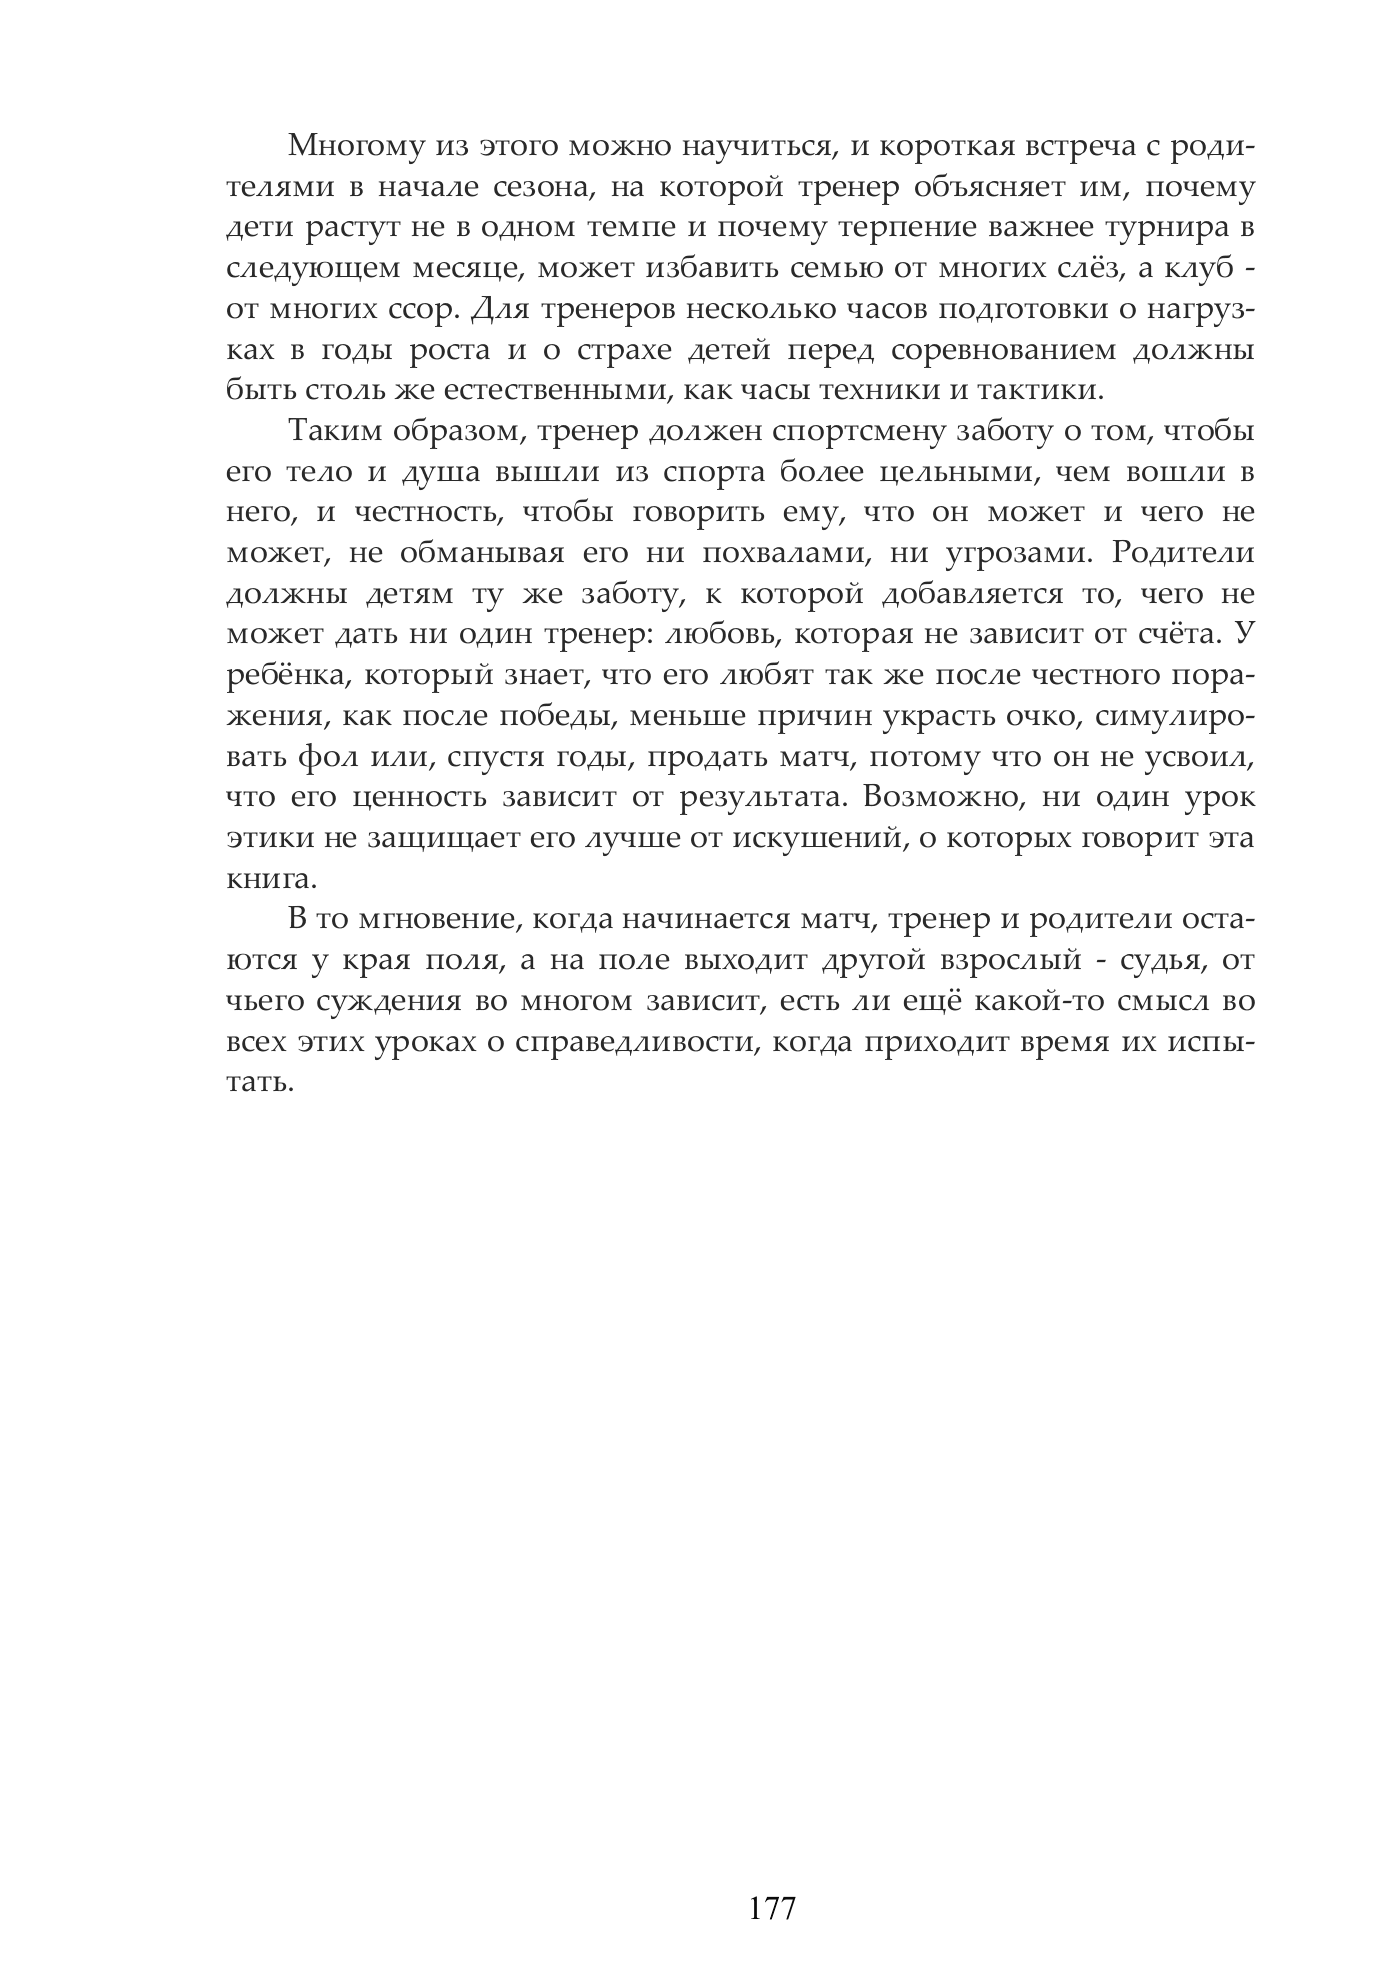 Многому из этого можно научиться, и короткая встреча с роди-
телями в начале сезона, на которой тренер объясняет им, почему
дети растут не в одном темпе и почему терпение важнее турнира в
следующем месяце, может избавить семью от многих слёз, а клуб -
от многих ссор. Для тренеров несколько часов подготовки о нагруз-
ках в годы роста и о страхе детей перед соревнованием должны
быть столь же естественными, как часы техники и тактики.
Таким образом, тренер должен спортсмену заботу о том, чтобы
его тело и душа вышли из спорта более цельными, чем вошли в
него, и честность, чтобы говорить ему, что он может и чего не
может, не обманывая его ни похвалами, ни угрозами. Родители
должны детям ту же заботу, к которой добавляется то, чего не
может дать ни один тренер: любовь, которая не зависит от счёта. У
ребёнка, который знает, что его любят так же после честного пора-
жения, как после победы, меньше причин украсть очко, симулиро-
вать фол или, спустя годы, продать матч, потому что он не усвоил,
что его ценность зависит от результата. Возможно, ни один урок
этики не защищает его лучше от искушений, о которых говорит эта
книга.
В то мгновение, когда начинается матч, тренер и родители оста-
ются у края поля, а на поле выходит другой взрослый - судья, от
чьего суждения во многом зависит, есть ли ещё какой-то смысл во
всех этих уроках о справедливости, когда приходит время их испы-
тать.
177